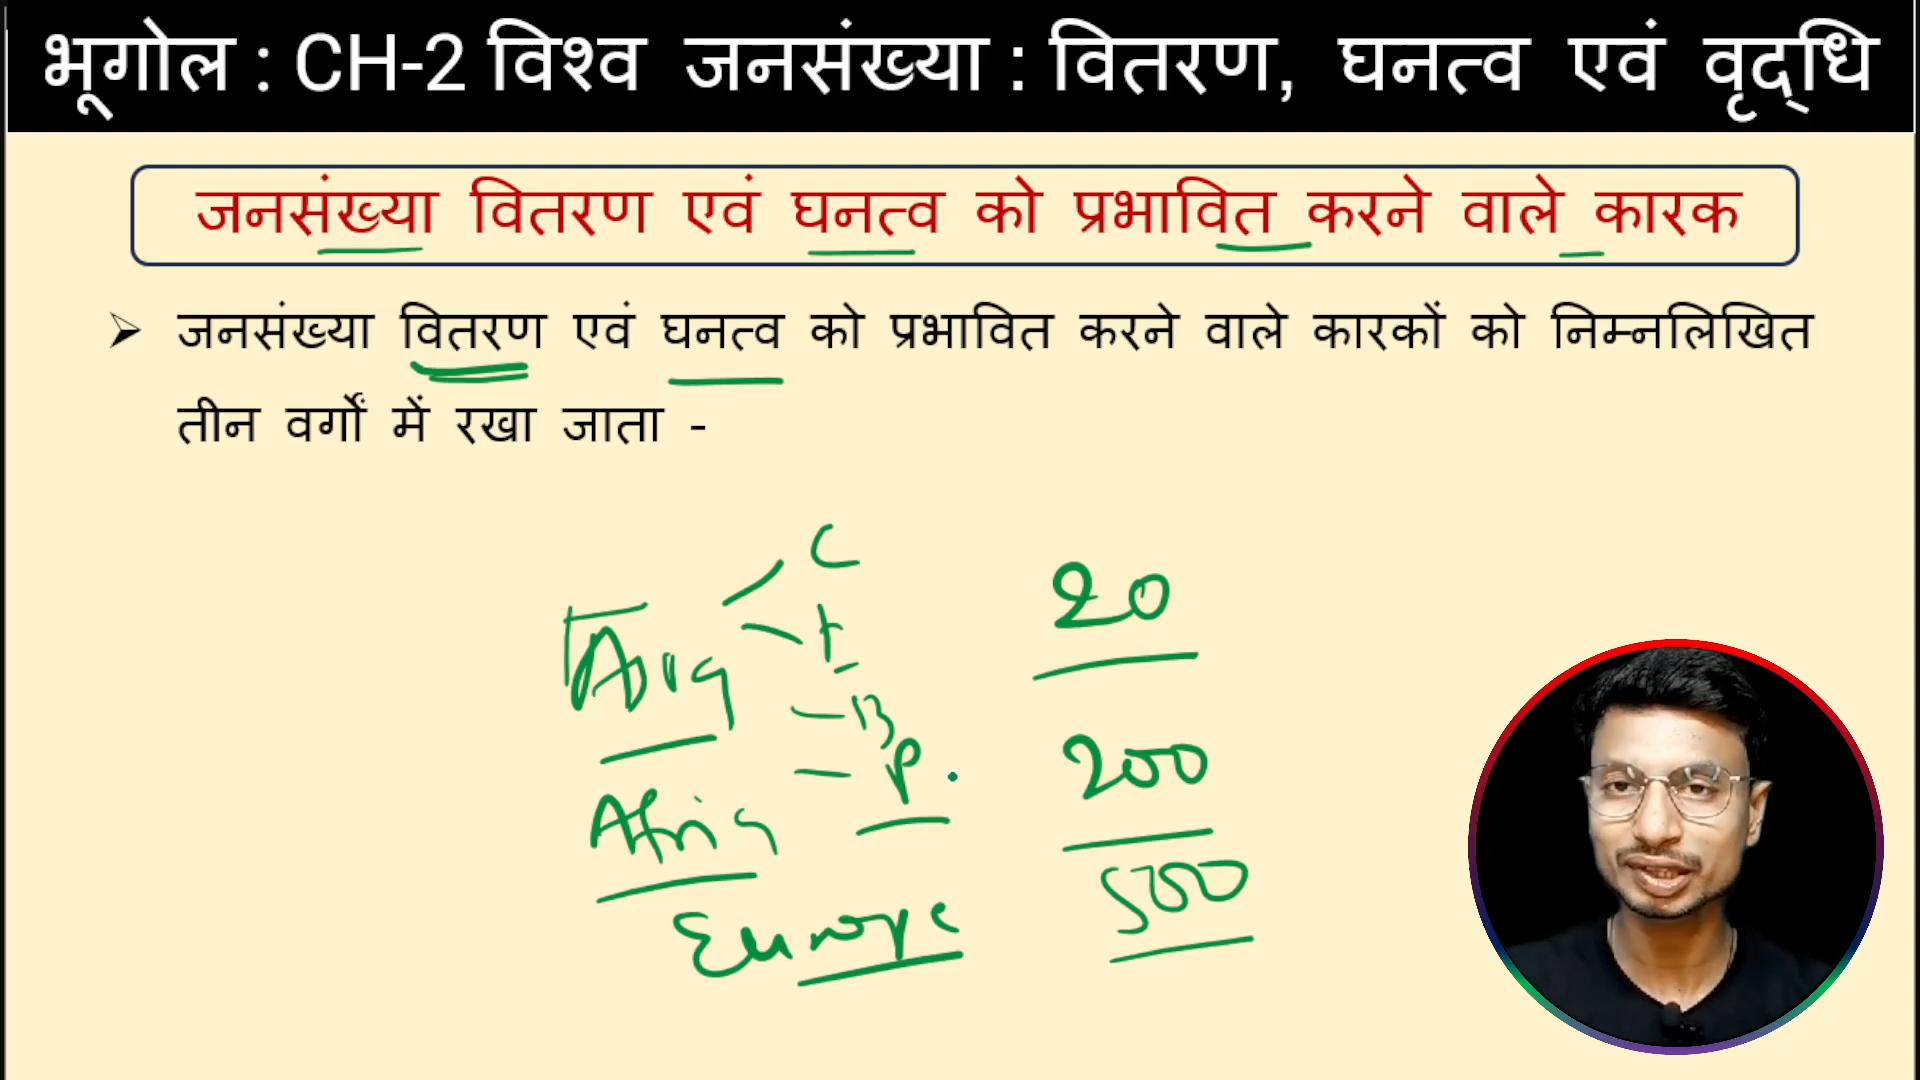 भूगोल : CH-2 विश्व जनसंख्या : वितरण, घनत्व एवं वृद्धि
जनसंख्या वितरण एवं घनत्व को प्रभावित करने वाले कारक
➢ जनसंख्या वितरण एवं घनत्व को प्रभावित करने वाले कारकों को निम्नलिखित
तीन वर्गों में रखा जाता -
C
20
I
B
P.
200
500
Europe